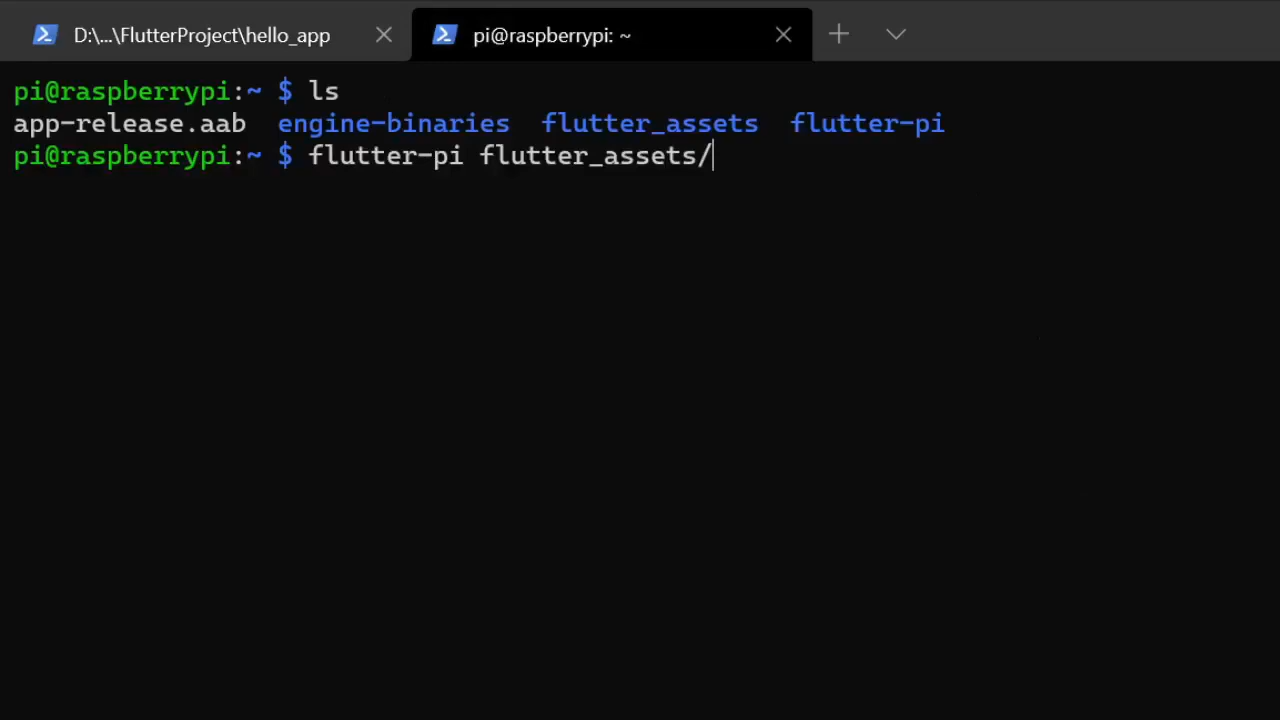 D:\...\FlutterProject\hello_app
pi@raspberrypi: ~
pi@raspberrypi:~ $ ls
app-release.aab  engine-binaries  flutter_assets  flutter-pi
pi@raspberrypi:~ $ flutter-pi flutter_assets/